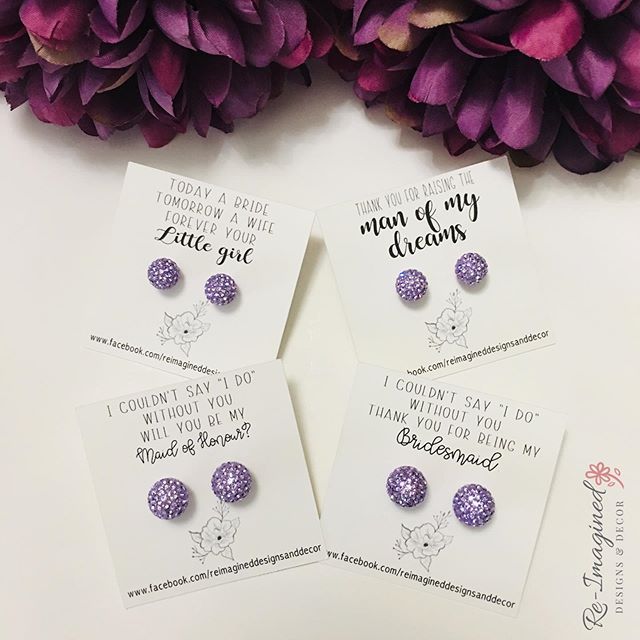 TODAY A BRIDE
TOMORROW A WIFE
FOREVER YOUR
Little girl
www.facebook.com/reimagineddesignsanddecor
THANK YOU FOR RAISING THE
man of my
dreams
facebook.com/reimagineddesignsanddecor
I COULDN'T SAY "I DO"
WITHOUT YOU
WILL YOU BE MY
Maid of Honour?
www.facebook.com/reimagineddesignsanddecor
I COULDN'T SAY "I DO"
WITHOUT YOU
THANK YOU FOR BEING MY
Bridesmaid
www.facebook.com/reimagineddesignsanddecor
Re-Imagined
DESIGNS & DECOR